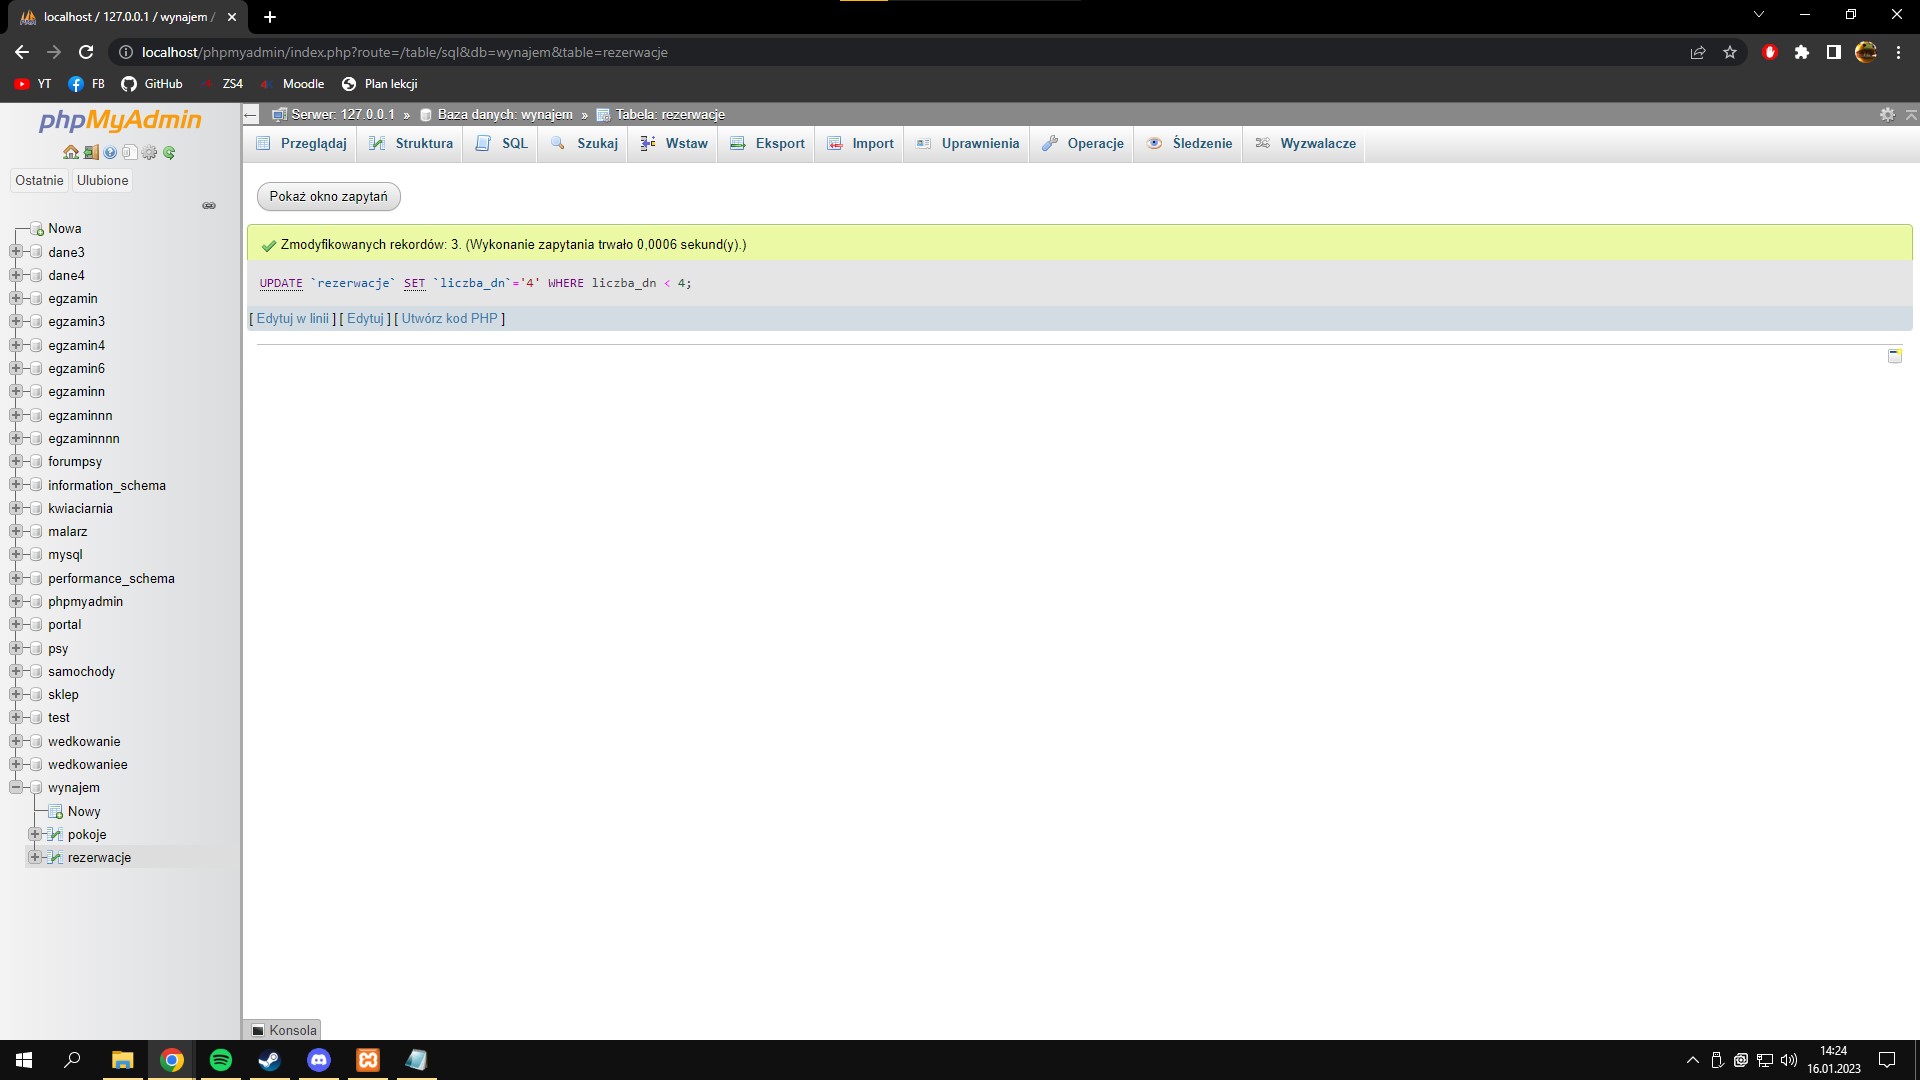 localhost / 127.0.0.1 / wynajem /
localhost/phpmyadmin/index.php?route=/table/sql&db=wynajem&table=rezerwacje
YT FB GitHub ZS4 Moodle Plan lekcji
phpMyAdmin
Ostatnie Ulubione
Nowa
dane3
dane4
egzamin
egzamin3
egzamin4
egzamin6
egzaminn
egzaminnn
egzaminnnn
forumpsy
information_schema
kwiaciarnia
malarz
mysql
performance_schema
phpmyadmin
portal
psy
samochody
sklep
test
wedkowanie
wedkowaniee
wynajem
Nowy
pokoje
rezerwacje
Serwer: 127.0.0.1 » Baza danych: wynajem » Tabela: rezerwacje
Przeglądaj Struktura SQL Szukaj Wstaw Eksport Import Uprawnienia Operacje Śledzenie Wyzwalacze
Pokaż okno zapytań
Zmodyfikowanych rekordów: 3. (Wykonanie zapytania trwało 0,0006 sekund(y).)
UPDATE `rezerwacje` SET `liczba_dn`='4' WHERE liczba_dn < 4;
[ Edytuj w linii ] [ Edytuj ] [ Utwórz kod PHP ]
Konsola
14:24
16.01.2023